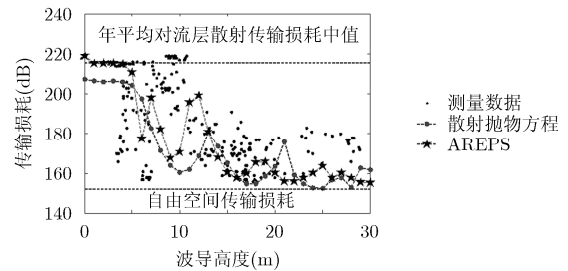 年平均对流层散射传输损耗中值
240
220
200
180
160
140
传输损耗(dB)
自由空间传输损耗
0
10
20
30
波导高度(m)
测量数据
散射抛物方程
AREPS